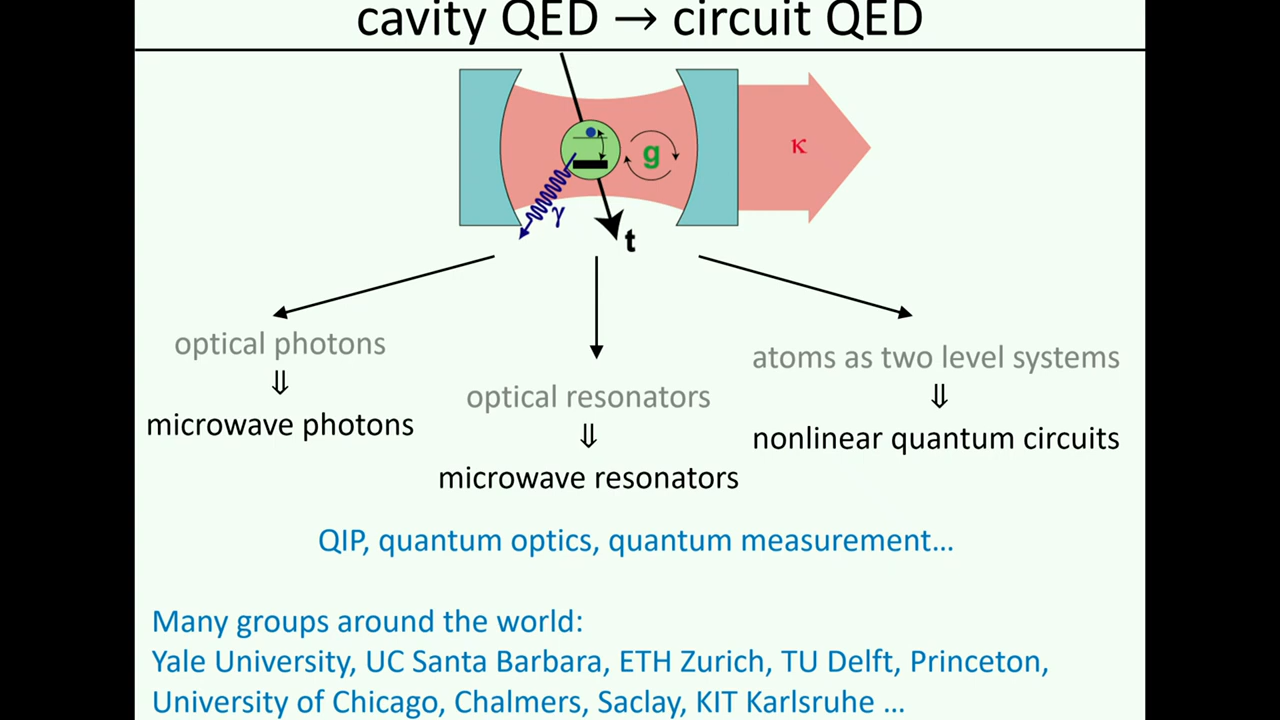 cavity QED → circuit QED
κ
g
γ
t
optical photons
⇓
microwave photons
optical resonators
⇓
microwave resonators
atoms as two level systems
⇓
nonlinear quantum circuits
QIP, quantum optics, quantum measurement...
Many groups around the world:
Yale University, UC Santa Barbara, ETH Zurich, TU Delft, Princeton,
University of Chicago, Chalmers, Saclay, KIT Karlsruhe ...